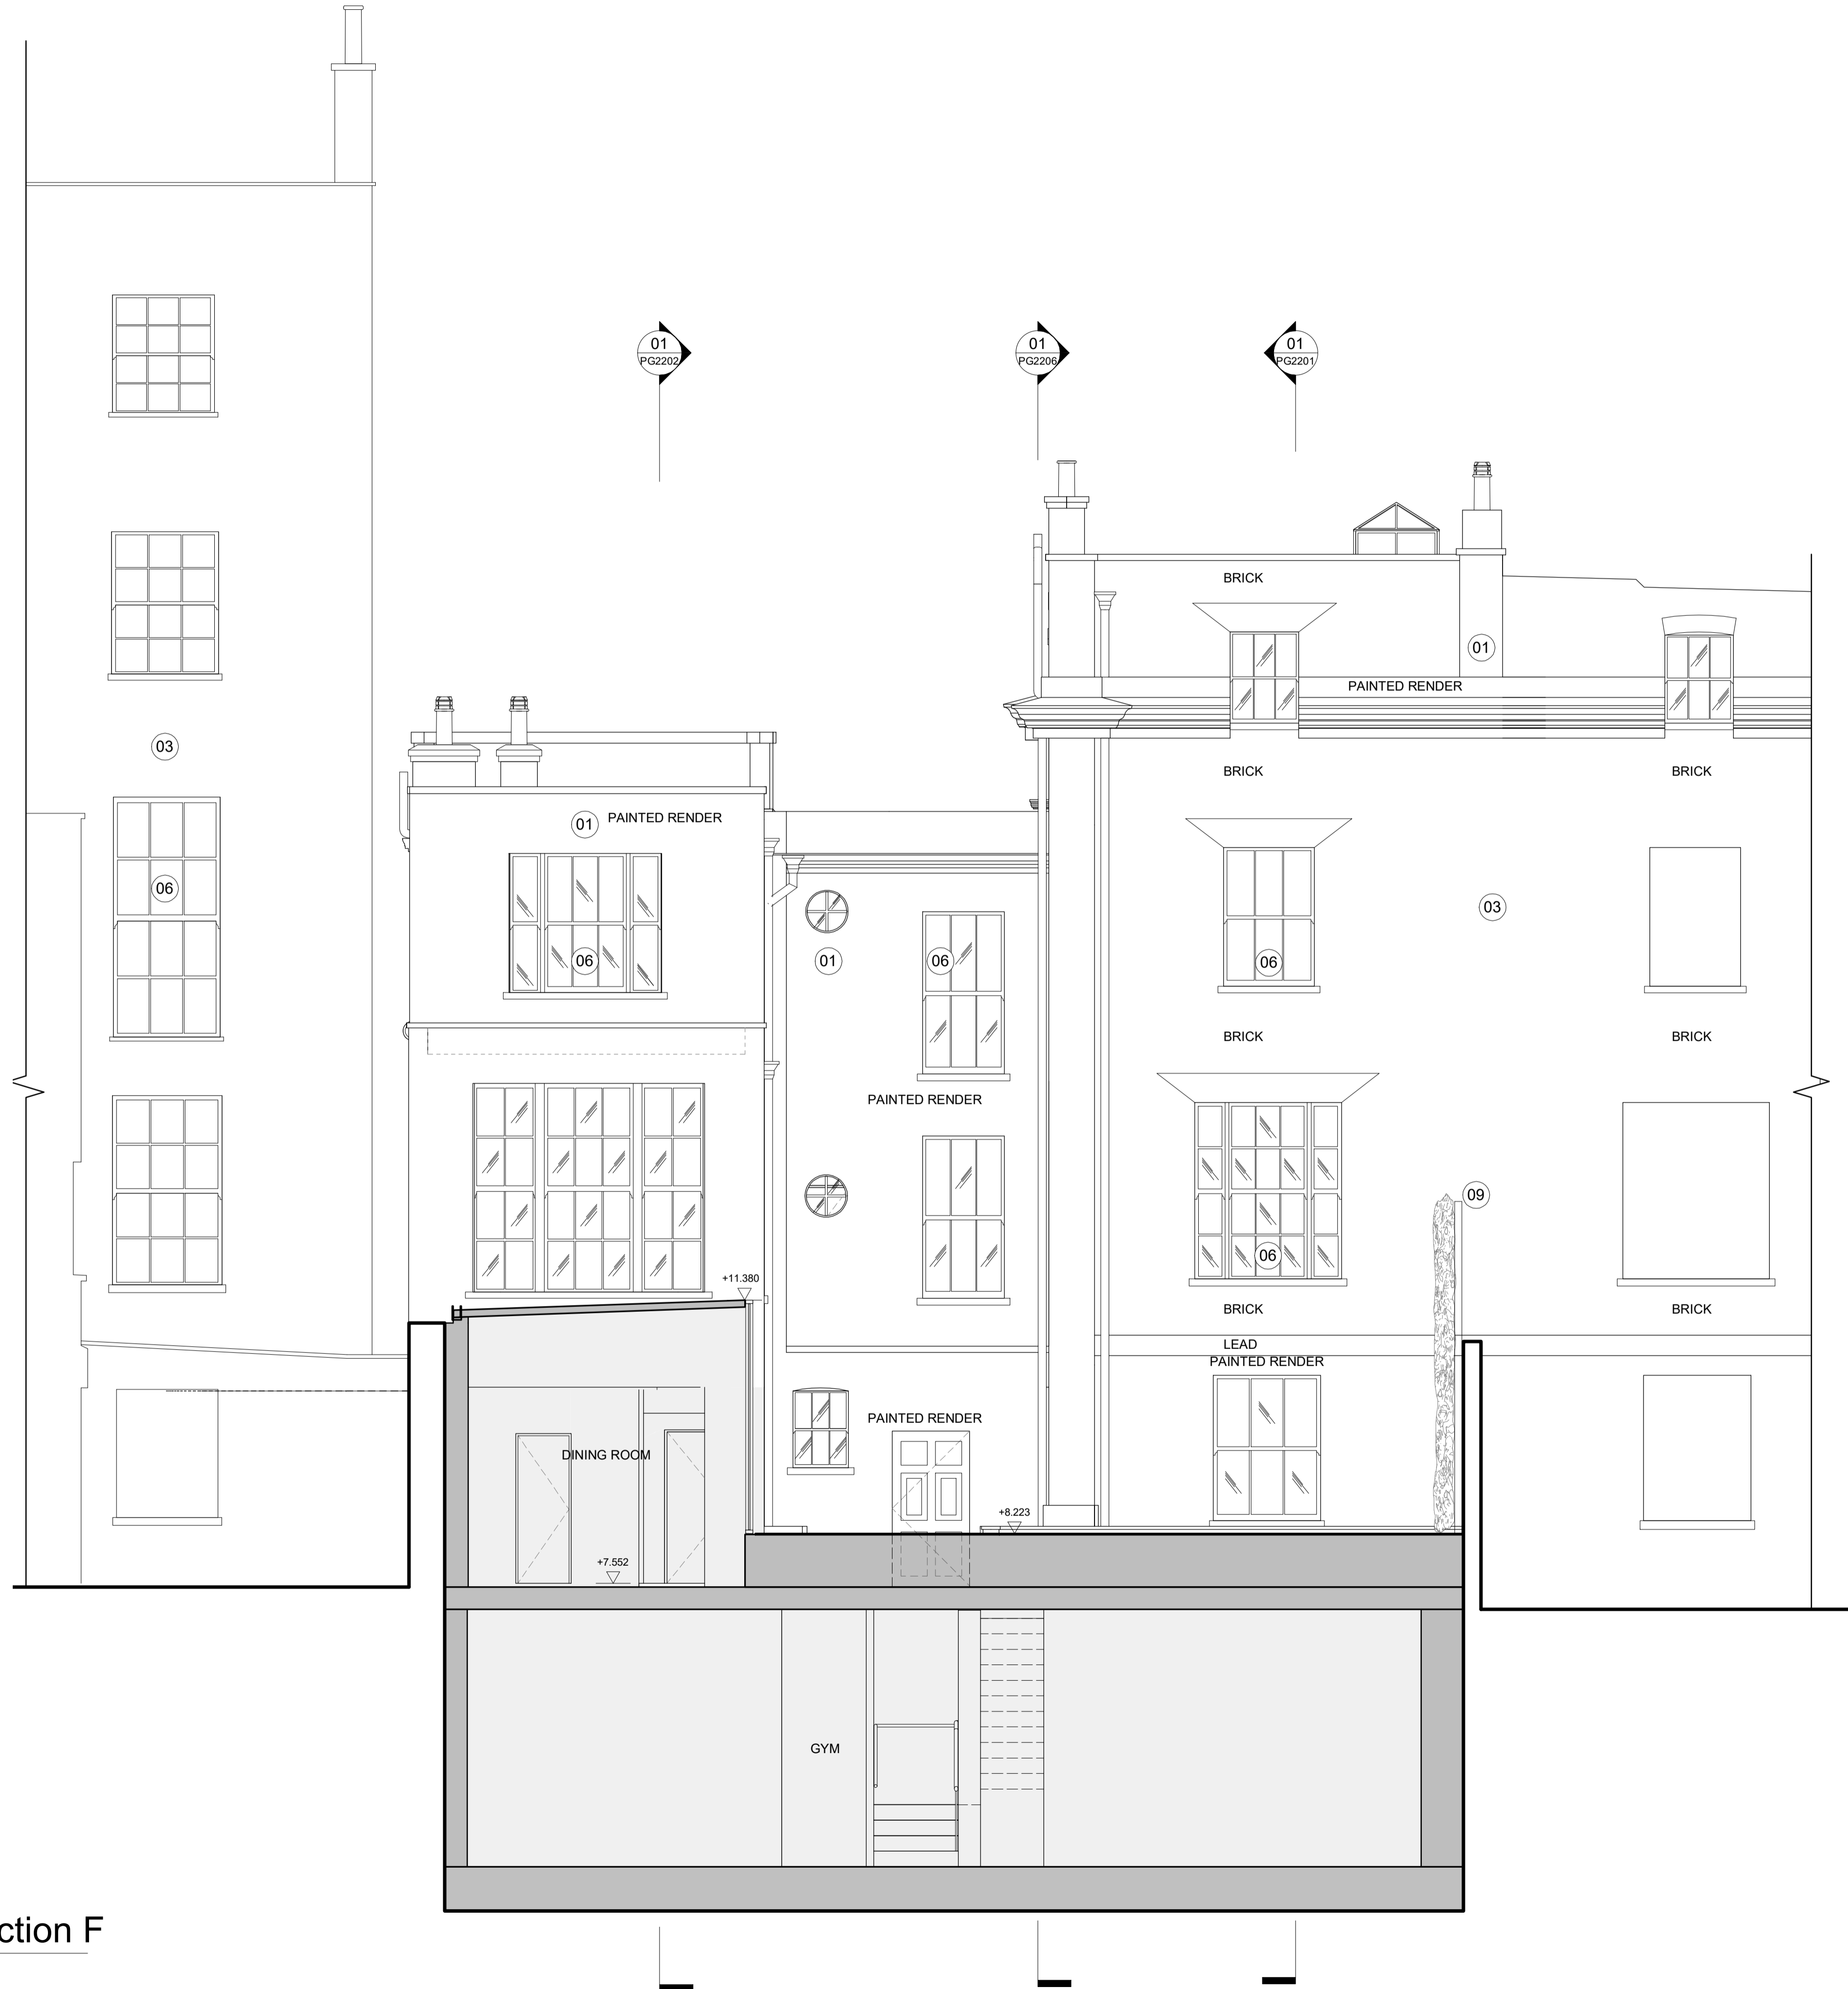 01
PG2202
01
PG2206
01
PG2201
BRICK
01
PAINTED RENDER
03
BRICK
BRICK
01
PAINTED RENDER
06
03
06
01
06
06
BRICK
BRICK
PAINTED RENDER
09
06
+11.380
BRICK
BRICK
LEAD
PAINTED RENDER
PAINTED RENDER
DINING ROOM
+8.223
+7.552
GYM
ction F